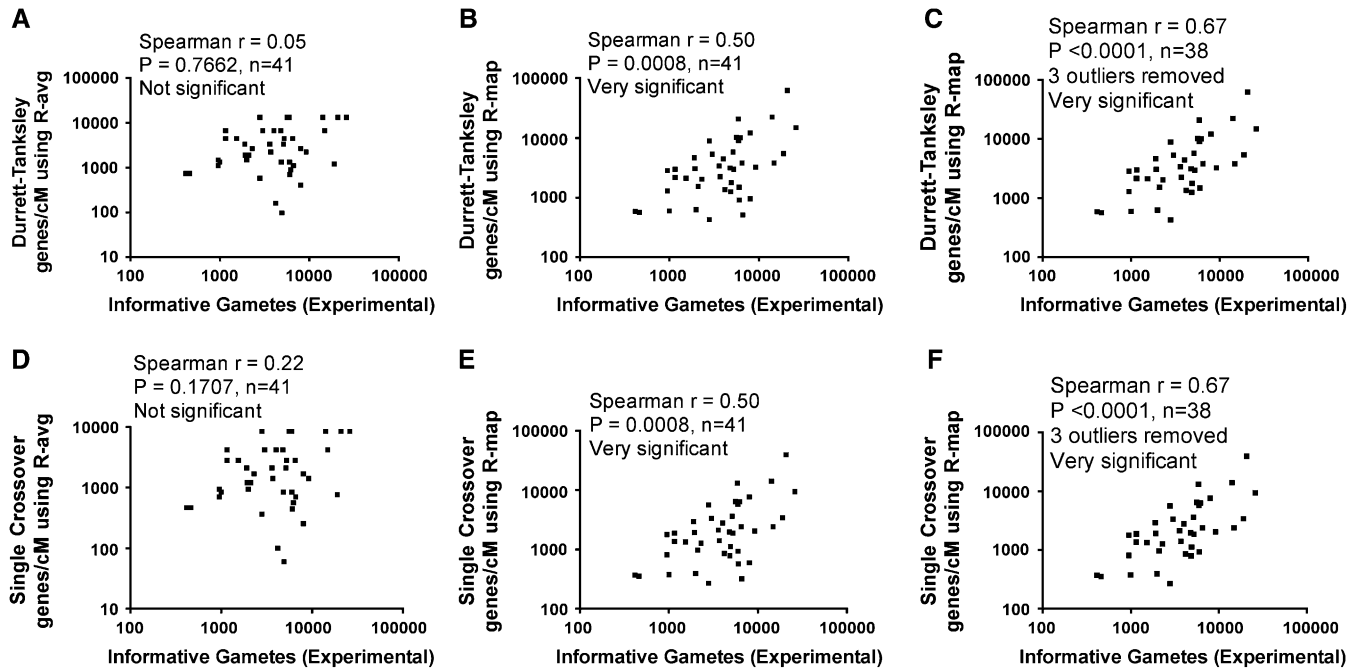 A
Spearman r = 0.05
P = 0.7662, n=41
Not significant
100000
10000
1000
100
10
100
1000
10000
100000
Durrett-Tanksley
genes/cM using R-avg
Informative Gametes (Experimental)
B
Spearman r = 0.50
P = 0.0008, n=41
Very significant
100000
10000
1000
100
100
1000
10000
100000
Durrett-Tanksley
genes/cM using R-map
Informative Gametes (Experimental)
C
Spearman r = 0.67
P <0.0001, n=38
3 outliers removed
Very significant
100000
10000
1000
100
100
1000
10000
100000
Durrett-Tanksley
genes/cM using R-map
Informative Gametes (Experimental)
D
Spearman r = 0.22
P = 0.1707, n=41
Not significant
10000
1000
100
10
100
1000
10000
100000
Single Crossover
genes/cM using R-avg
Informative Gametes (Experimental)
E
Spearman r = 0.50
P = 0.0008, n=41
Very significant
100000
10000
1000
100
100
1000
10000
100000
Single Crossover
genes/cM using R-map
Informative Gametes (Experimental)
F
Spearman r = 0.67
P <0.0001, n=38
3 outliers removed
Very significant
100000
10000
1000
100
100
1000
10000
100000
Single Crossover
genes/cM using R-map
Informative Gametes (Experimental)